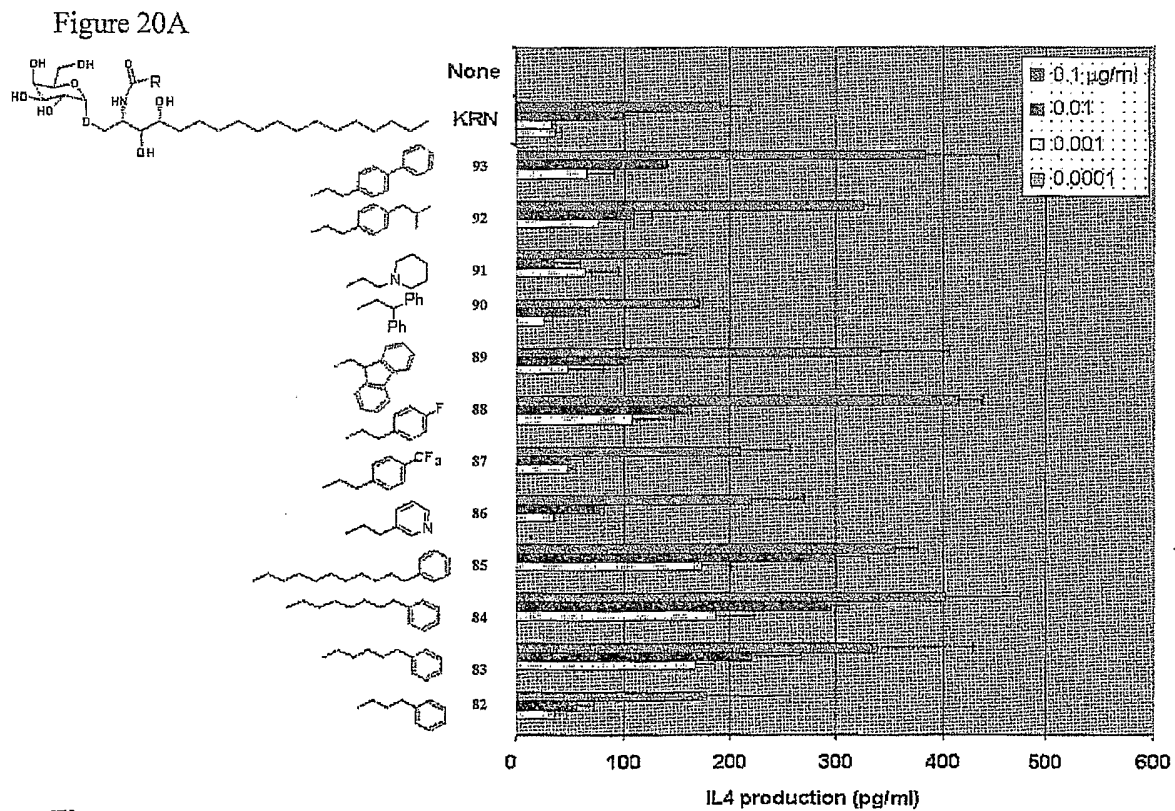 Figure 20A
OH
OH
O
R
HO
HO
HN
OH
O
OH
None
KRN
93
92
N
91
Ph
90
Ph
89
F
88
CF3
87
N
86
85
84
83
82
0.1 µg/ml
0.01
0.001
0.0001
0 100 200 300 400 500 600
IL4 production (pg/ml)